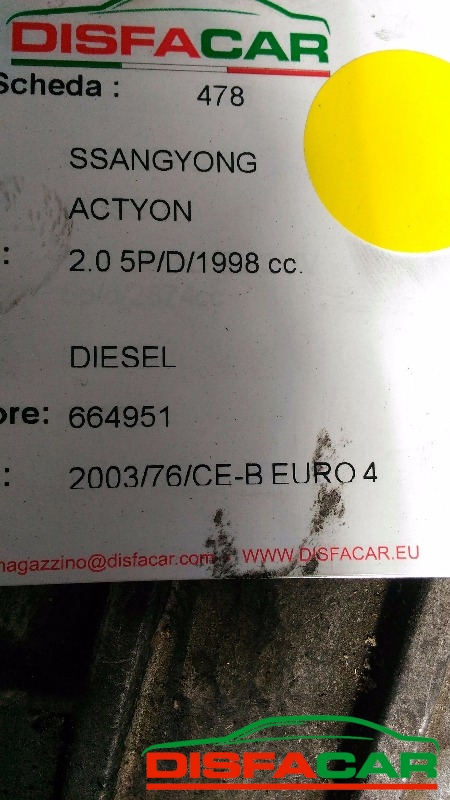 DISFACAR
Scheda : 478
SSANGYONG
ACTYON
: 2.0 5P/D/1998 cc.
DIESEL
ore: 664951
: 2003/76/CE-B EURO 4
magazzino@disfacar.com - WWW.DISFACAR.EU
DISFACAR